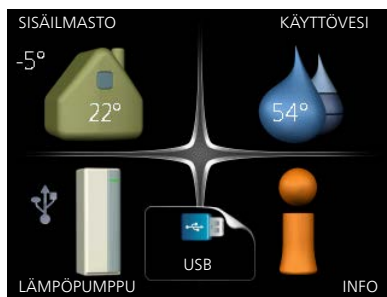 SISÄILMASTO
KÄYTTÖVESI
-5°
22°
54°
USB
LÄMPÖPUMPPU
INFO